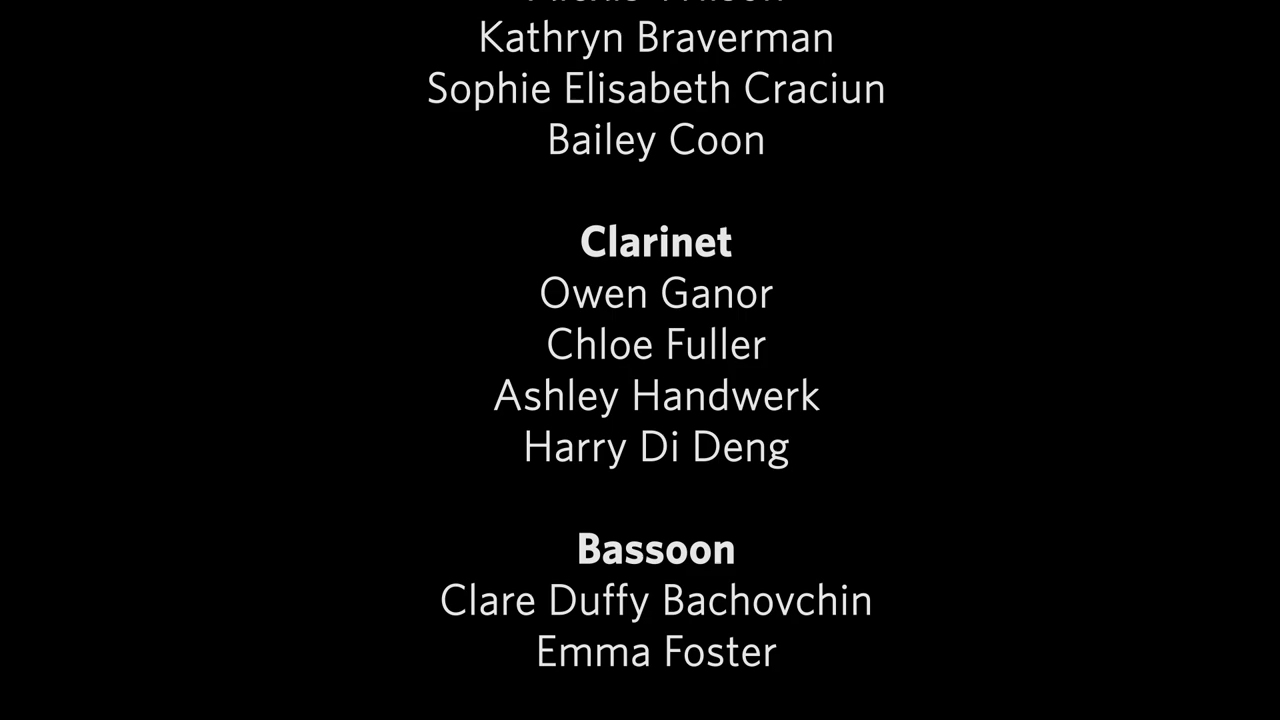 Kathryn Braverman
Sophie Elisabeth Craciun
Bailey Coon
Clarinet
Owen Ganor
Chloe Fuller
Ashley Handwerk
Harry Di Deng
Bassoon
Clare Duffy Bachovchin
Emma Foster